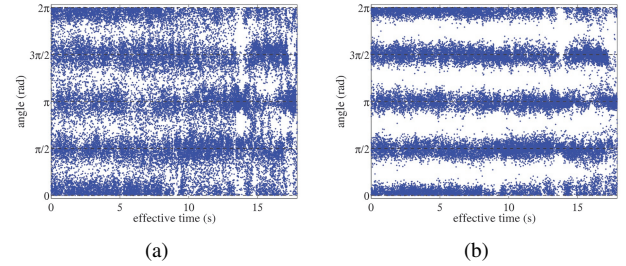 2π
3π/2
π
π/2
0
angle (rad)
0 5 10 15
effective time (s)
(a)
2π
3π/2
π
π/2
0
angle (rad)
0 5 10 15
effective time (s)
(b)